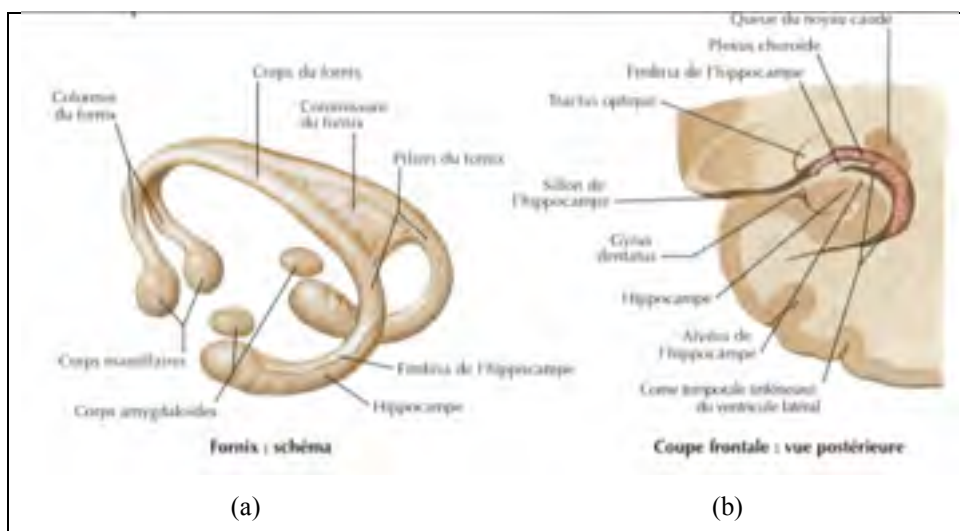 Corps du fornix
Colonnes
du fornix
Commissure
du fornix
Piliers du fornix
Corps mamillaires
Corps amygdaloïdes
Fimbria de l'hippocampe
Hippocampe
Fornix : schéma
(a)
Queue du noyau caudé
Plexus choroïde
Fimbria de l'hippocampe
Tractus optique
Sillon de
l'hippocampe
Gyrus
dentatus
Hippocampe
Alvéus de
l'hippocampe
Corne temporale (inférieure)
du ventricule latéral
Coupe frontale : vue postérieure
(b)